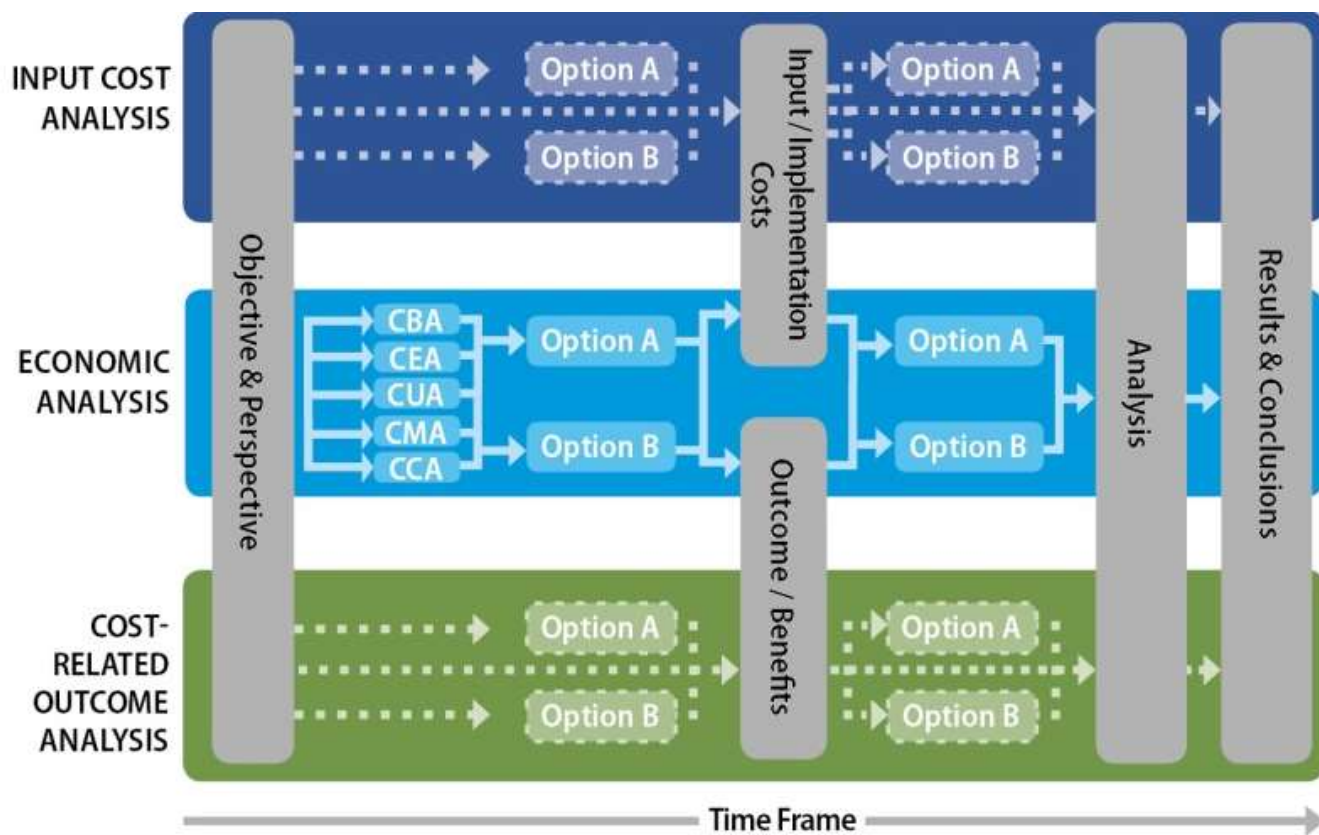 INPUT COST
ANALYSIS
Objective & Perspective
Option A
Option B
Input / Implementation
Costs
Option A
Option B
Analysis
Results & Conclusions
ECONOMIC
ANALYSIS
CBA
CEA
CUA
CMA
CCA
Option A
Option B
Outcome / Benefits
Option A
Option B
COST-
RELATED
OUTCOME
ANALYSIS
Option A
Option B
Option A
Option B
Time Frame